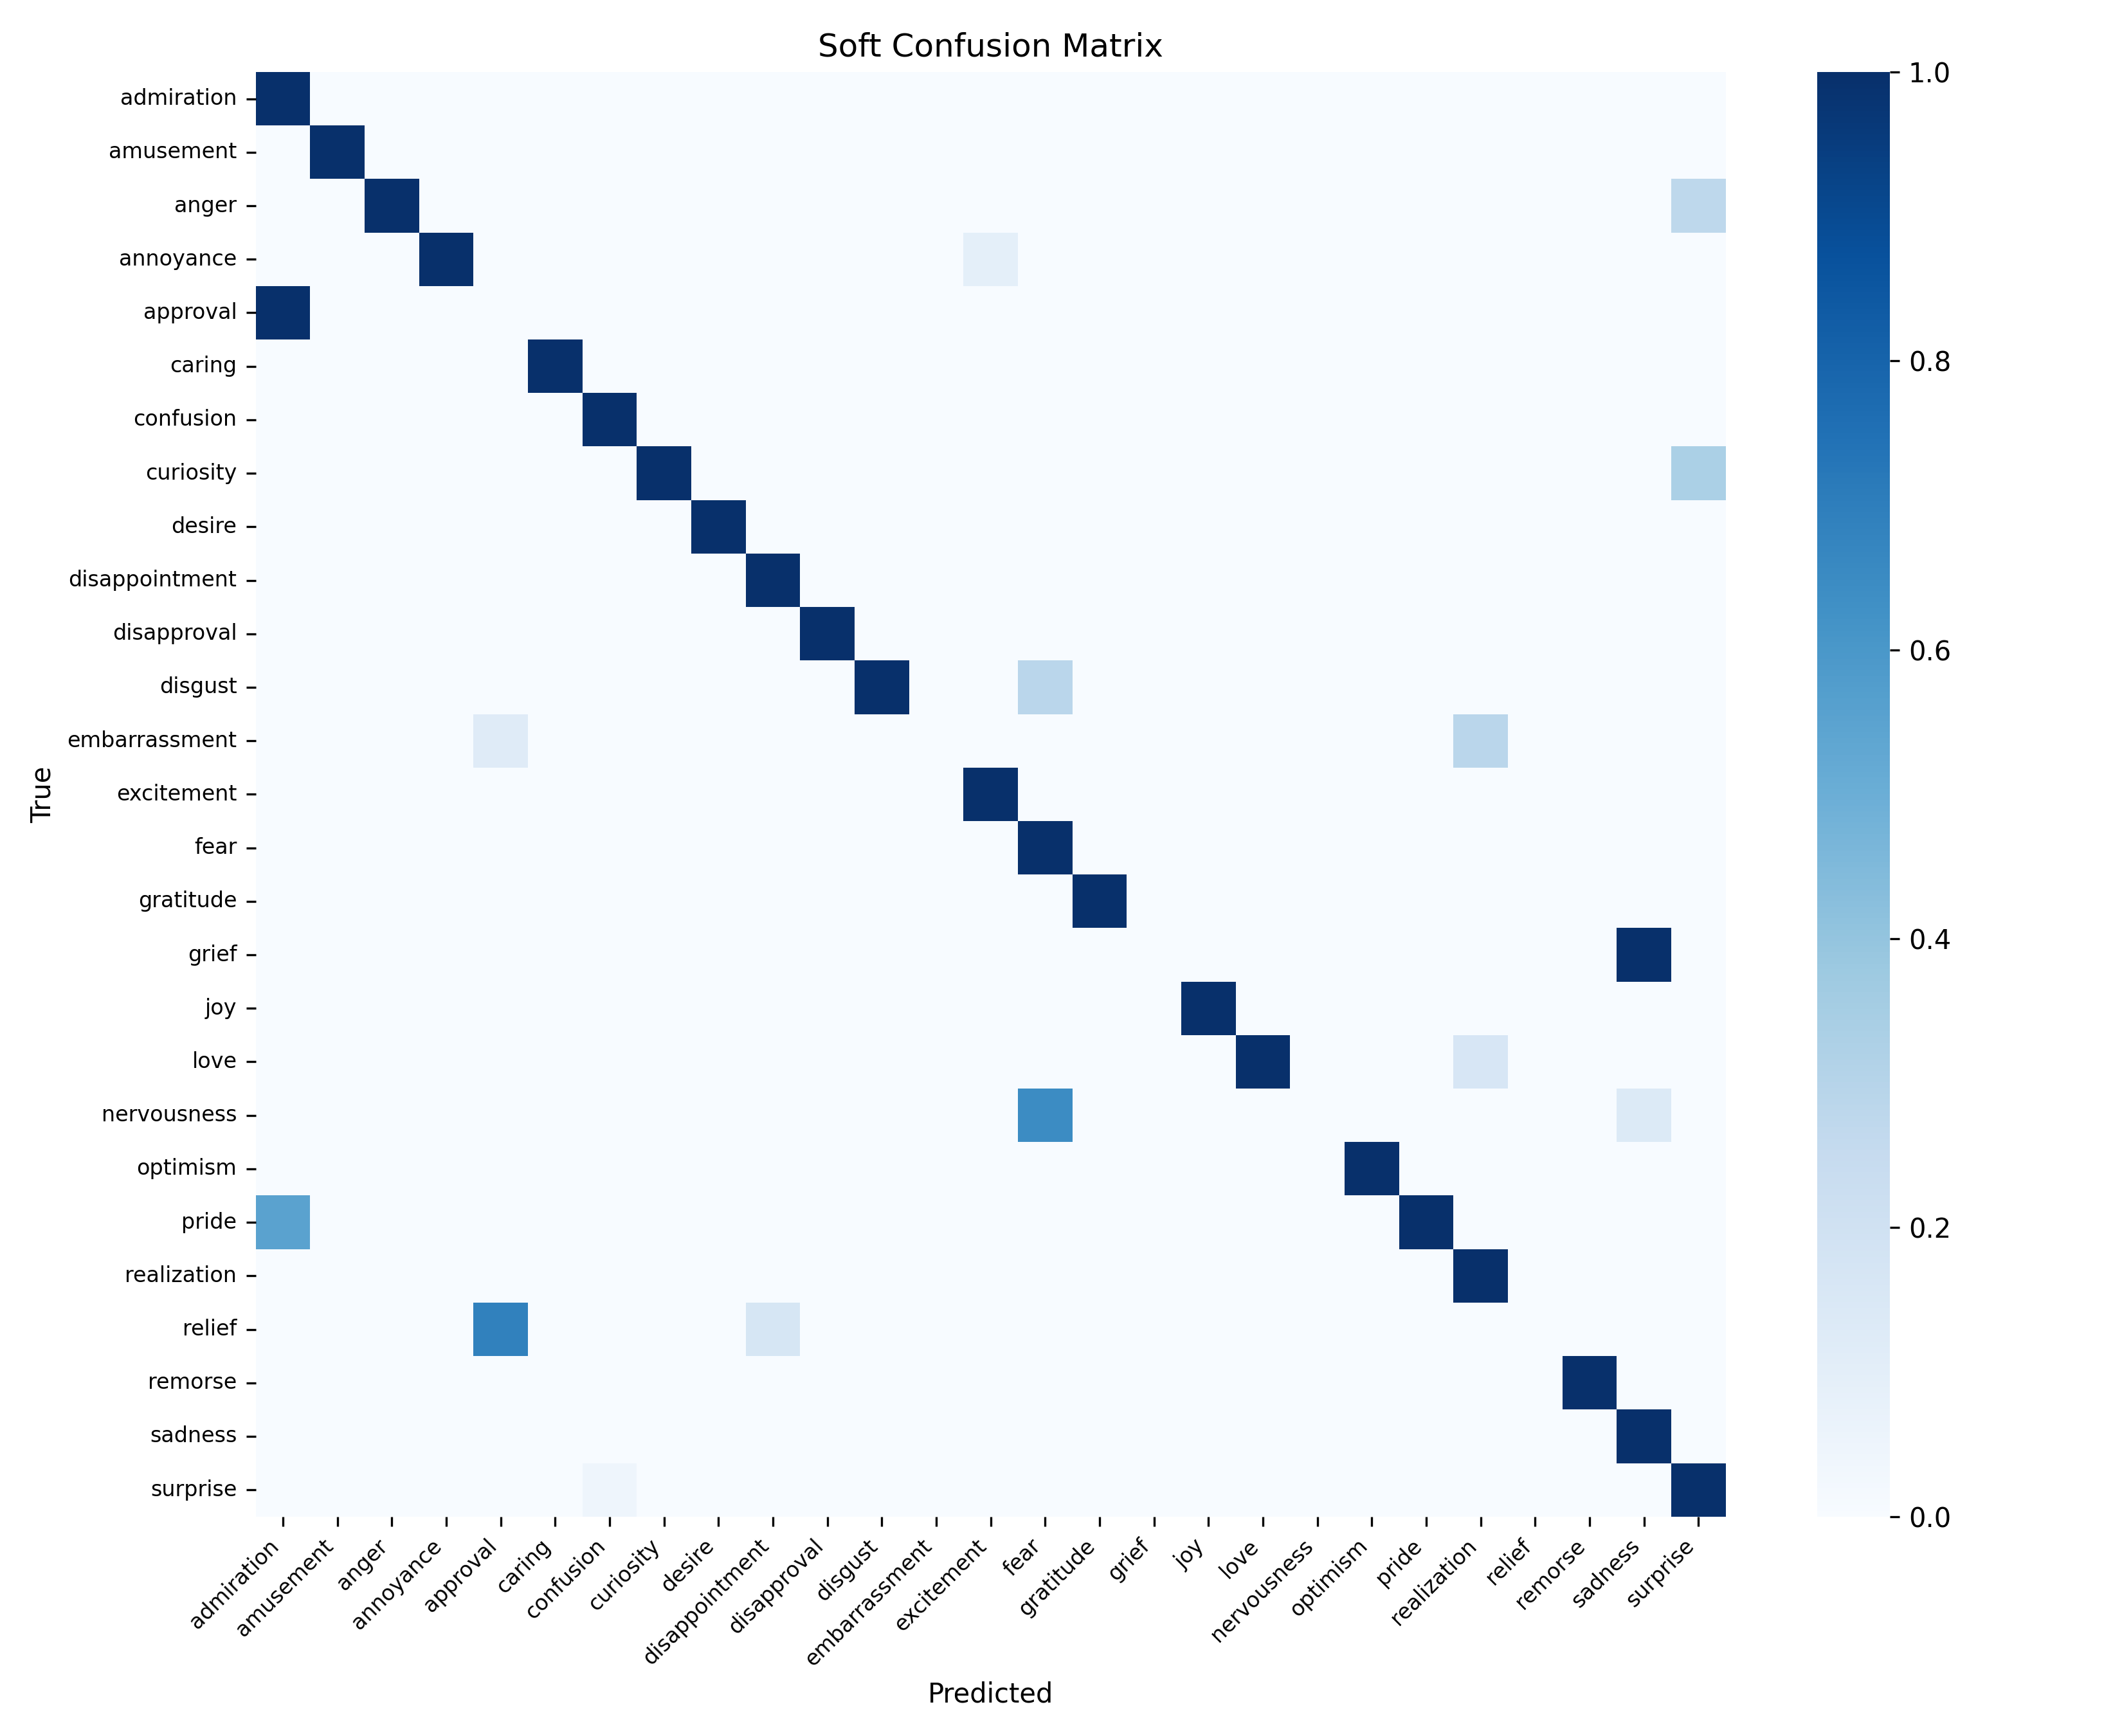 Soft Confusion Matrix
admiration
amusement
anger
annoyance
approval
caring
confusion
curiosity
desire
disappointment
disapproval
disgust
embarrassment
excitement
fear
gratitude
grief
joy
love
nervousness
optimism
pride
realization
relief
remorse
sadness
surprise
True
admiration
amusement
anger
annoyance
approval
caring
confusion
curiosity
desire
disappointment
disapproval
disgust
embarrassment
excitement
fear
gratitude
grief
joy
love
nervousness
optimism
pride
realization
relief
remorse
sadness
surprise
Predicted
1.0
0.8
0.6
0.4
0.2
0.0